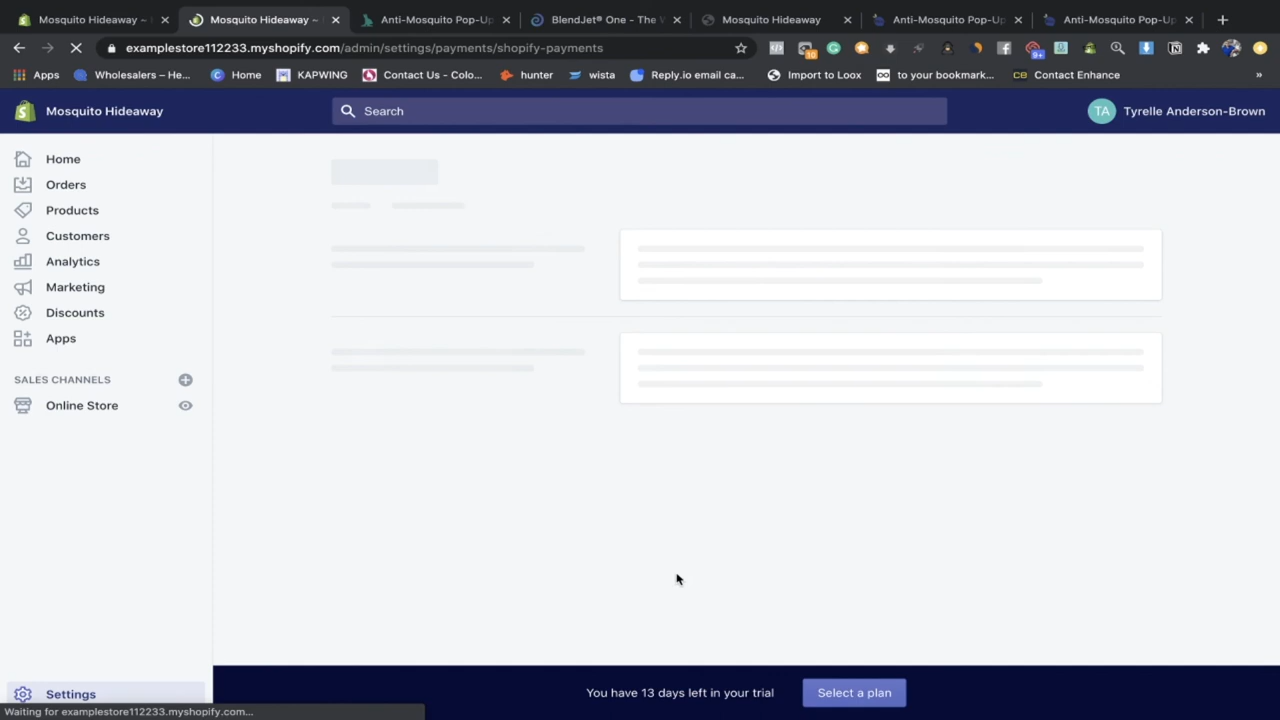 Mosquito Hideaway ~
Mosquito Hideaway ~
Anti-Mosquito Pop-Up
BlendJet® One - The
Mosquito Hideaway
Anti-Mosquito Pop-Up
Anti-Mosquito Pop-Up
examplestore112233.myshopify.com/admin/settings/payments/shopify-payments
Apps
Wholesalers – He...
Home
KAPWING
Contact Us - Colo...
hunter
wista
Reply.io email ca...
Import to Loox
to your bookmark...
Contact Enhance
»
Mosquito Hideaway
Search
TA
Tyrelle Anderson-Brown
Home
Orders
Products
Customers
Analytics
Marketing
Discounts
Apps
SALES CHANNELS
Online Store
Settings
You have 13 days left in your trial
Select a plan
Waiting for examplestore112233.myshopify.com...